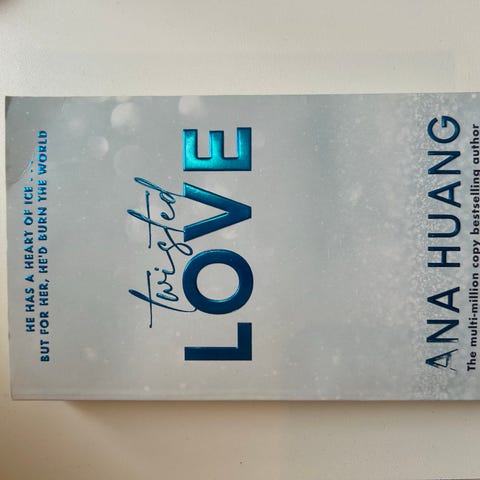 HE HAS A HEART OF ICE . . .
BUT FOR HER, HE'D BURN THE WORLD
twisted
LOVE
ANA HUANG
The multi-million copy bestselling author